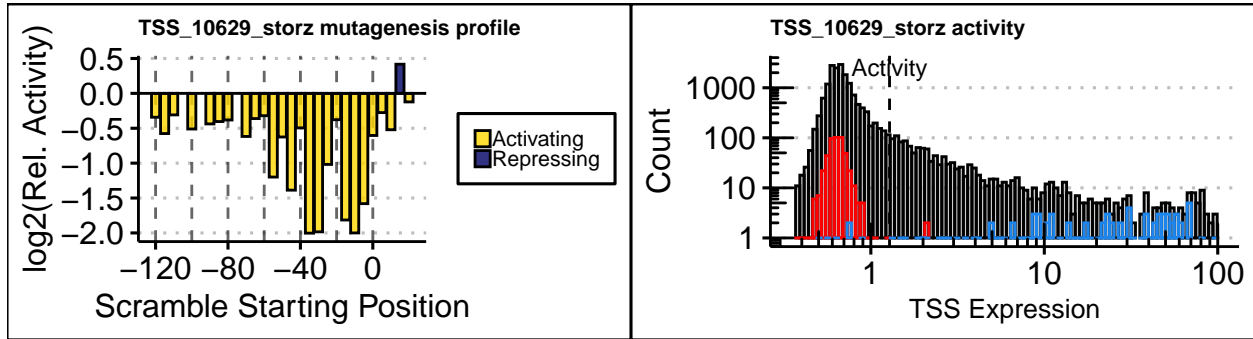 TSS_10629_storz mutagenesis profile
log2(Rel. Activity)
0.5
0.0
−0.5
−1.0
−1.5
−2.0
−120 −80 −40 0
Scramble Starting Position
Activating
Repressing
TSS_10629_storz activity
Activity
Count
1000
100
10
1
1 10 100
TSS Expression